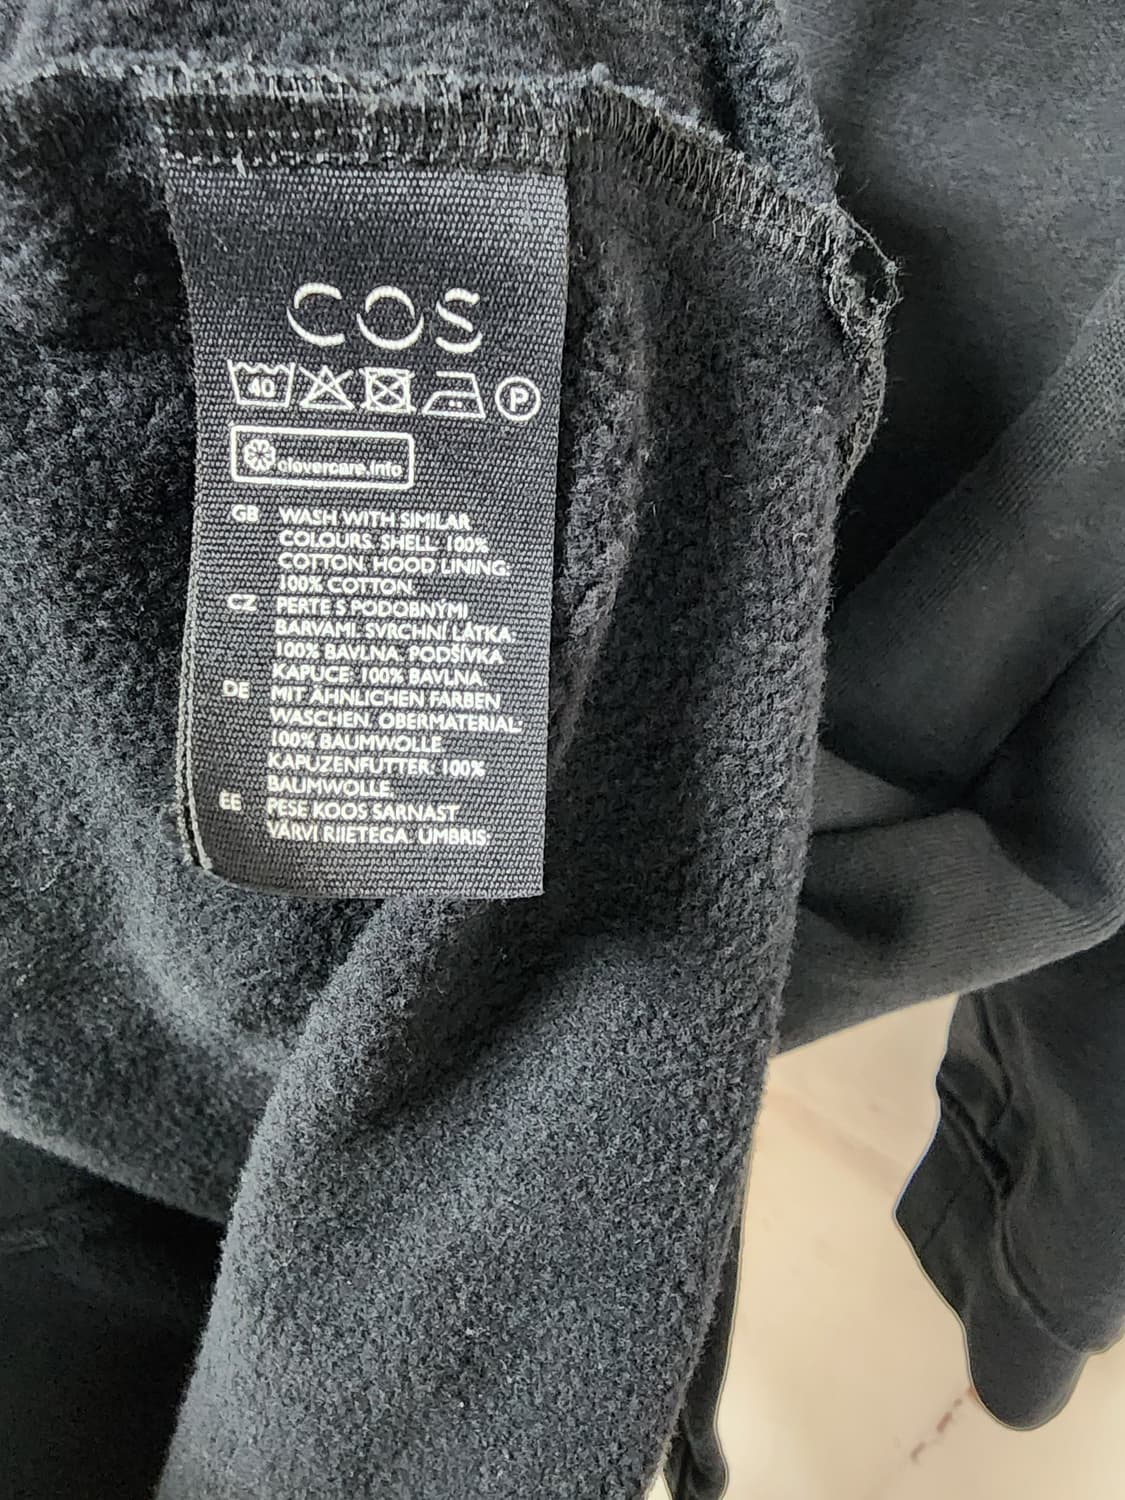 COS
40
P
clovercare.info
GB WASH WITH SIMILAR
COLOURS. SHELL: 100%
COTTON. HOOD LINING:
100% COTTON.
CZ PERTE S PODOBNÝMI
BARVAMI. SVRCHNÍ LÁTKA:
100% BAVLNA. PODŠÍVKA
KAPUCE: 100% BAVLNA
DE MIT ÄHNLICHEN FARBEN
WASCHEN. OBERMATERIAL:
100% BAUMWOLLE.
KAPUZENFUTTER: 100%
BAUMWOLLE.
EE PESE KOOS SARNAST
VÄRVI RIIETEGA. ÜMBRIS: